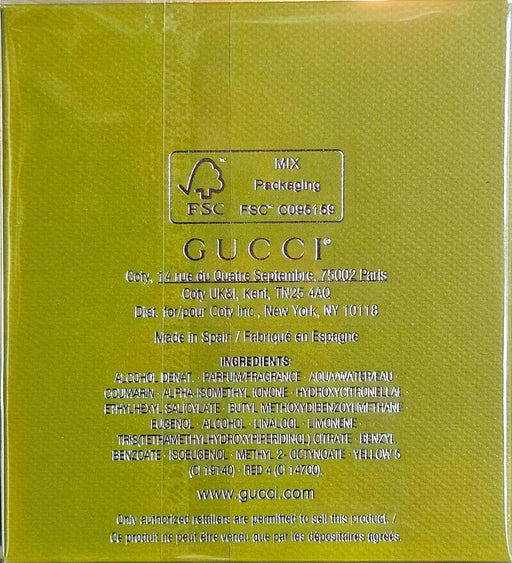 MIX
Packaging
FSC™ C095159
FSC™
GUCCI®
Coty, 14 rue du Quatre Septembre, 75002 Paris
Coty UK&I, Kent, TN25 4AQ
Dist. for/pour Coty Inc., New York, NY 10118
Made in Spain / Fabriqué en Espagne
INGREDIENTS:
ALCOHOL DENAT. · PARFUM/FRAGRANCE · AQUA/WATER/EAU ·
COUMARIN · ALPHA-ISOMETHYL IONONE · HYDROXYCITRONELLAL ·
ETHYLHEXYL SALICYLATE · BUTYL METHOXYDIBENZOYLMETHANE ·
EUGENOL · ALCOHOL · LINALOOL · LIMONENE ·
TRIS(TETRAMETHYLHYDROXYPIPERIDINOL) CITRATE · BENZYL
BENZOATE · ISOEUGENOL · METHYL 2-OCTYNOATE · YELLOW 5
(CI 19140) · RED 4 (CI 14700).
www.gucci.com
Only authorized retailers are permitted to sell this product. /
Ce produit ne peut être vendu que par les dépositaires agréés.